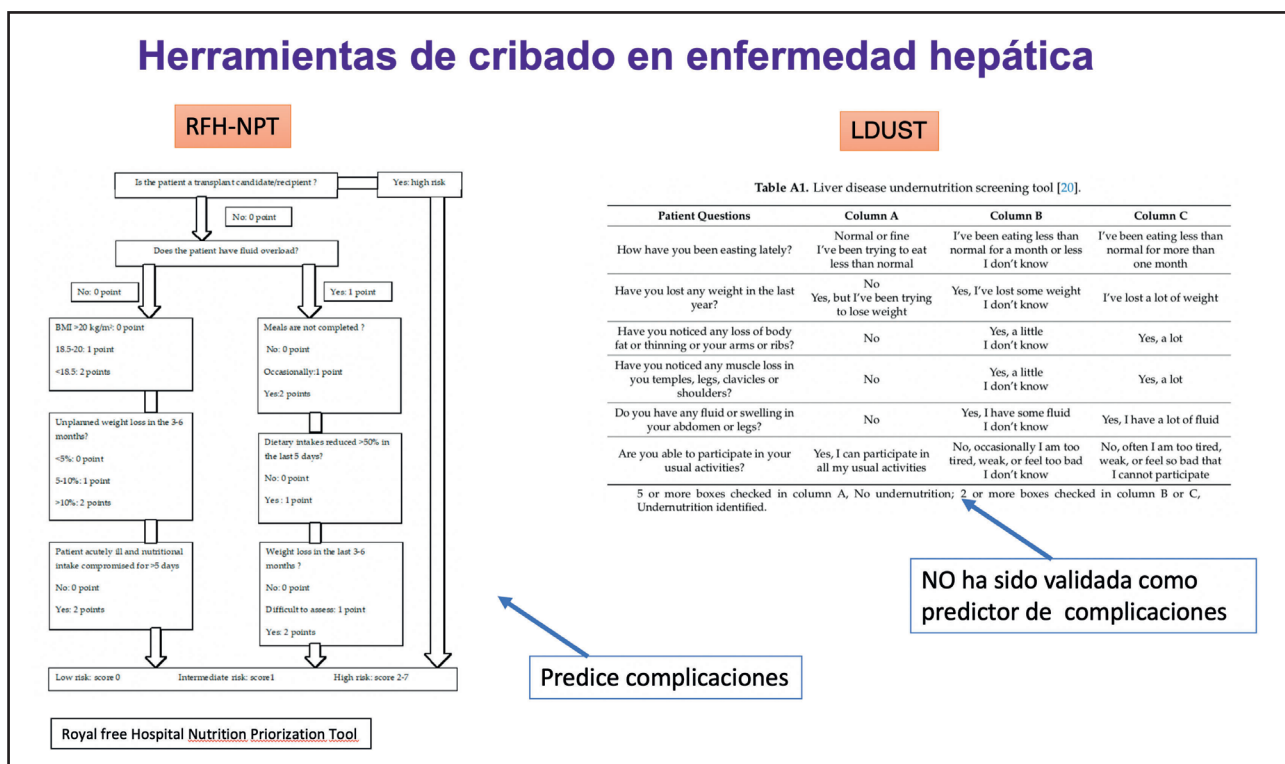 Herramientas de cribado en enfermedad hepática
RFH-NPT
Is the patient a transplant candidate/recipient ?
Yes: high risk
No: 0 point
Does the patient have fluid overload?
No: 0 point
Yes: 1 point
BMI >20 kg/m²: 0 point
18.5-20: 1 point
<18.5: 2 points
Meals are not completed ?
No: 0 point
Occasionally:1 point
Yes:2 points
Unplanned weight loss in the 3-6
months?
<5%: 0 point
5-10%: 1 point
>10%: 2 points
Dietary intakes reduced >50% in
the last 5 days?
No: 0 point
Yes : 1 point
Patient acutely ill and nutritional
intake compromised for >5 days
No: 0 point
Yes: 2 points
Weight loss in the last 3-6
months ?
No: 0 point
Difficult to assess: 1 point
Yes: 2 points
Low risk: score 0 Intermediate risk: score1 High risk: score 2-7
Royal free Hospital Nutrition Priorization Tool
Predice complicaciones
LDUST
Table A1. Liver disease undernutrition screening tool [20].
Patient Questions Column A Column B Column C
How have you been easting lately?
Normal or fine
I've been trying to eat
less than normal
I've been eating less than
normal for a month or less
I don't know
I've been eating less than
normal for more than
one month
Have you lost any weight in the last
year?
No
Yes, but I've been trying
to lose weight
Yes, I've lost some weight
I don't know
I've lost a lot of weight
Have you noticed any loss of body
fat or thinning or your arms or ribs?
No
Yes, a little
I don't know
Yes, a lot
Have you noticed any muscle loss in
you temples, legs, clavicles or
shoulders?
No
Yes, a little
I don't know
Yes, a lot
Do you have any fluid or swelling in
your abdomen or legs?
No
Yes, I have some fluid
I don't know
Yes, I have a lot of fluid
Are you able to participate in your
usual activities?
Yes, I can participate in
all my usual activities
No, occasionally I am too
tired, weak, or feel too bad
I don't know
No, often I am too tired,
weak, or feel so bad that
I cannot participate
5 or more boxes checked in column A, No undernutrition; 2 or more boxes checked in column B or C,
Undernutrition identified.
NO ha sido validada como
predictor de complicaciones